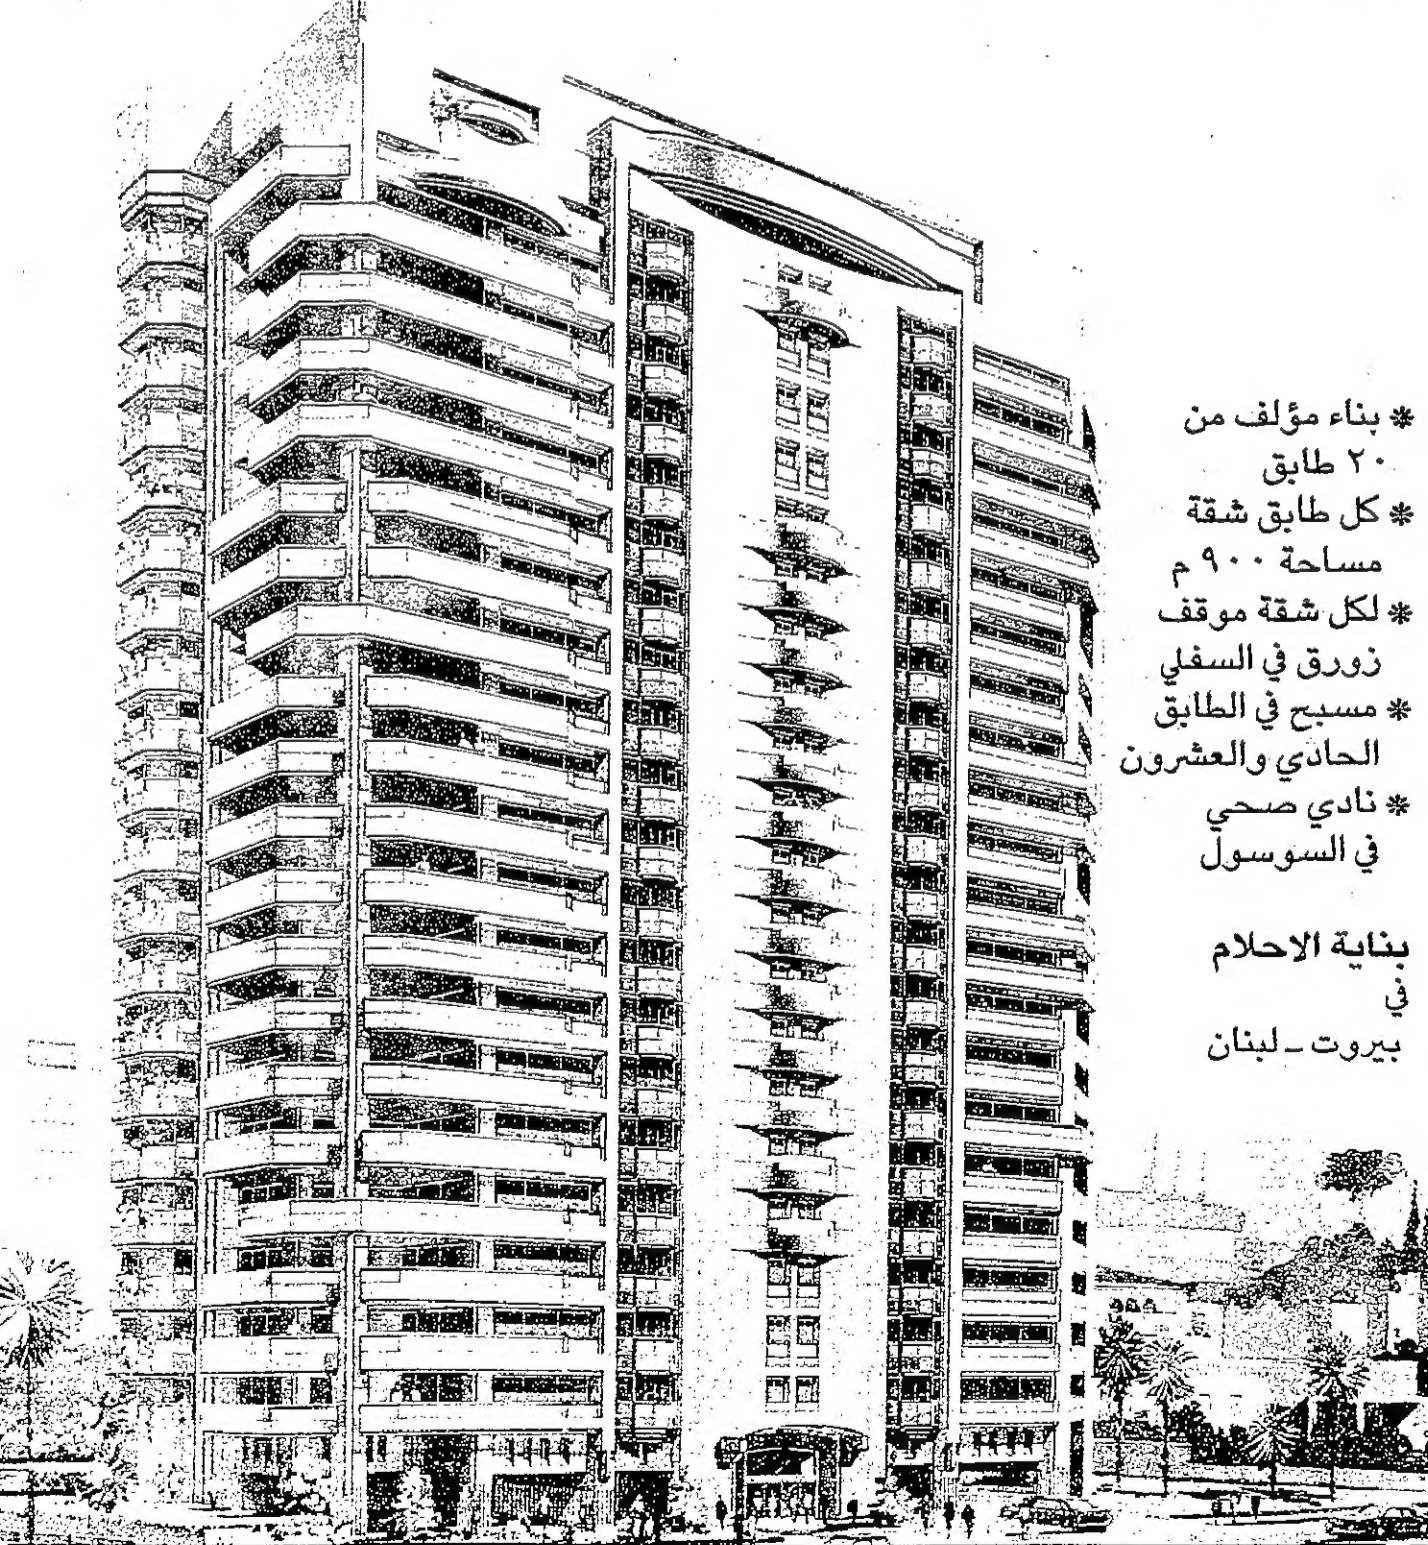 * بناء مؤلف من
٢٠ طابق
* كل طابق شقة
مساحة ٩٠٠ م
* لكل شقة موقف
زورق في السفلي
* مسبح في الطابق
الحادي والعشرون
* نادي صحي
في السوسول
بناية الاحلام
في
بيروت ـ لبنان